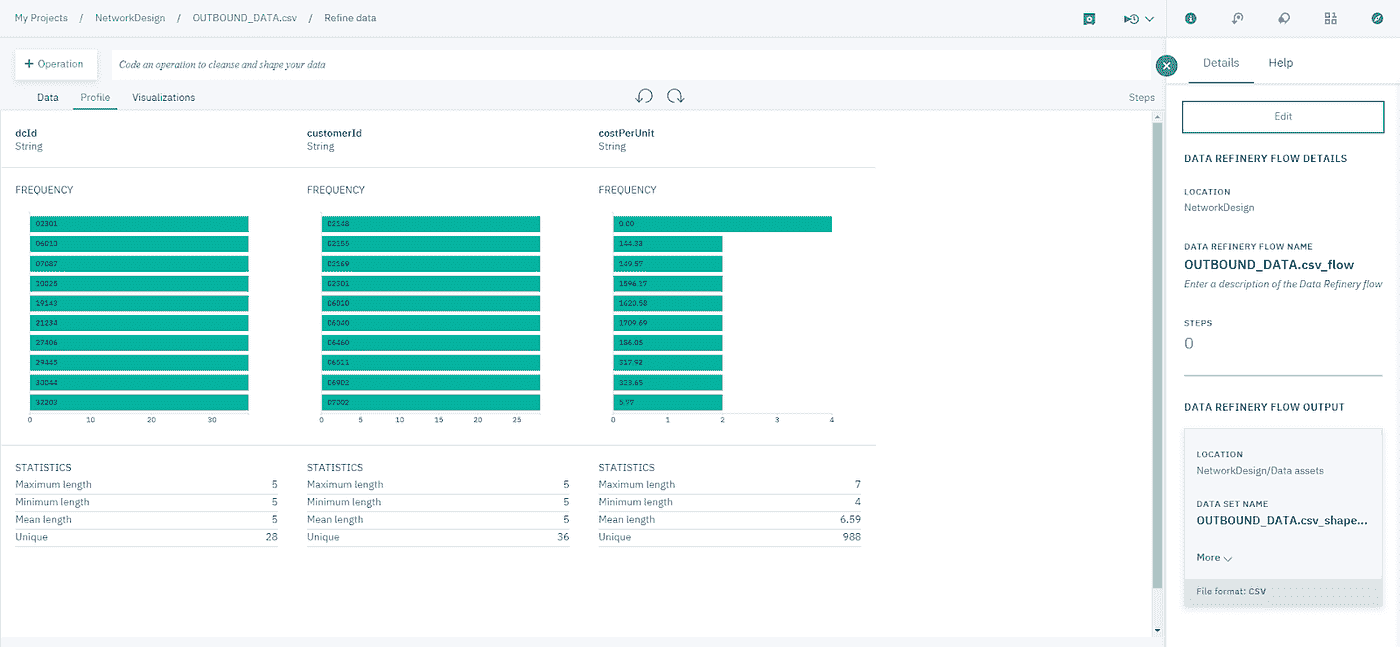 My Projects / NetworkDesign / OUTBOUND_DATA.csv / Refine data
+ Operation
Code an operation to cleanse and shape your data
Data Profile Visualizations
Steps
dcId
String
customerId
String
costPerUnit
String
FREQUENCY
02301
06013
07087
10025
19143
21234
27406
29445
30044
32203
0 10 20 30
FREQUENCY
02148
02155
02169
02301
06010
06040
06460
06511
06902
07002
0 5 10 15 20 25
FREQUENCY
0.00
144.33
149.57
1596.17
1620.58
1709.69
186.05
317.93
323.65
5.97
0 1 2 3 4
STATISTICS
Maximum length 5
Minimum length 5
Mean length 5
Unique 28
STATISTICS
Maximum length 5
Minimum length 5
Mean length 5
Unique 36
STATISTICS
Maximum length 7
Minimum length 4
Mean length 6.59
Unique 988
Details Help
Edit
DATA REFINERY FLOW DETAILS
LOCATION
NetworkDesign
DATA REFINERY FLOW NAME
OUTBOUND_DATA.csv_flow
Enter a description of the Data Refinery flow
STEPS
0
DATA REFINERY FLOW OUTPUT
LOCATION
NetworkDesign/Data assets
DATA SET NAME
OUTBOUND_DATA.csv_shape...
More
File format: CSV